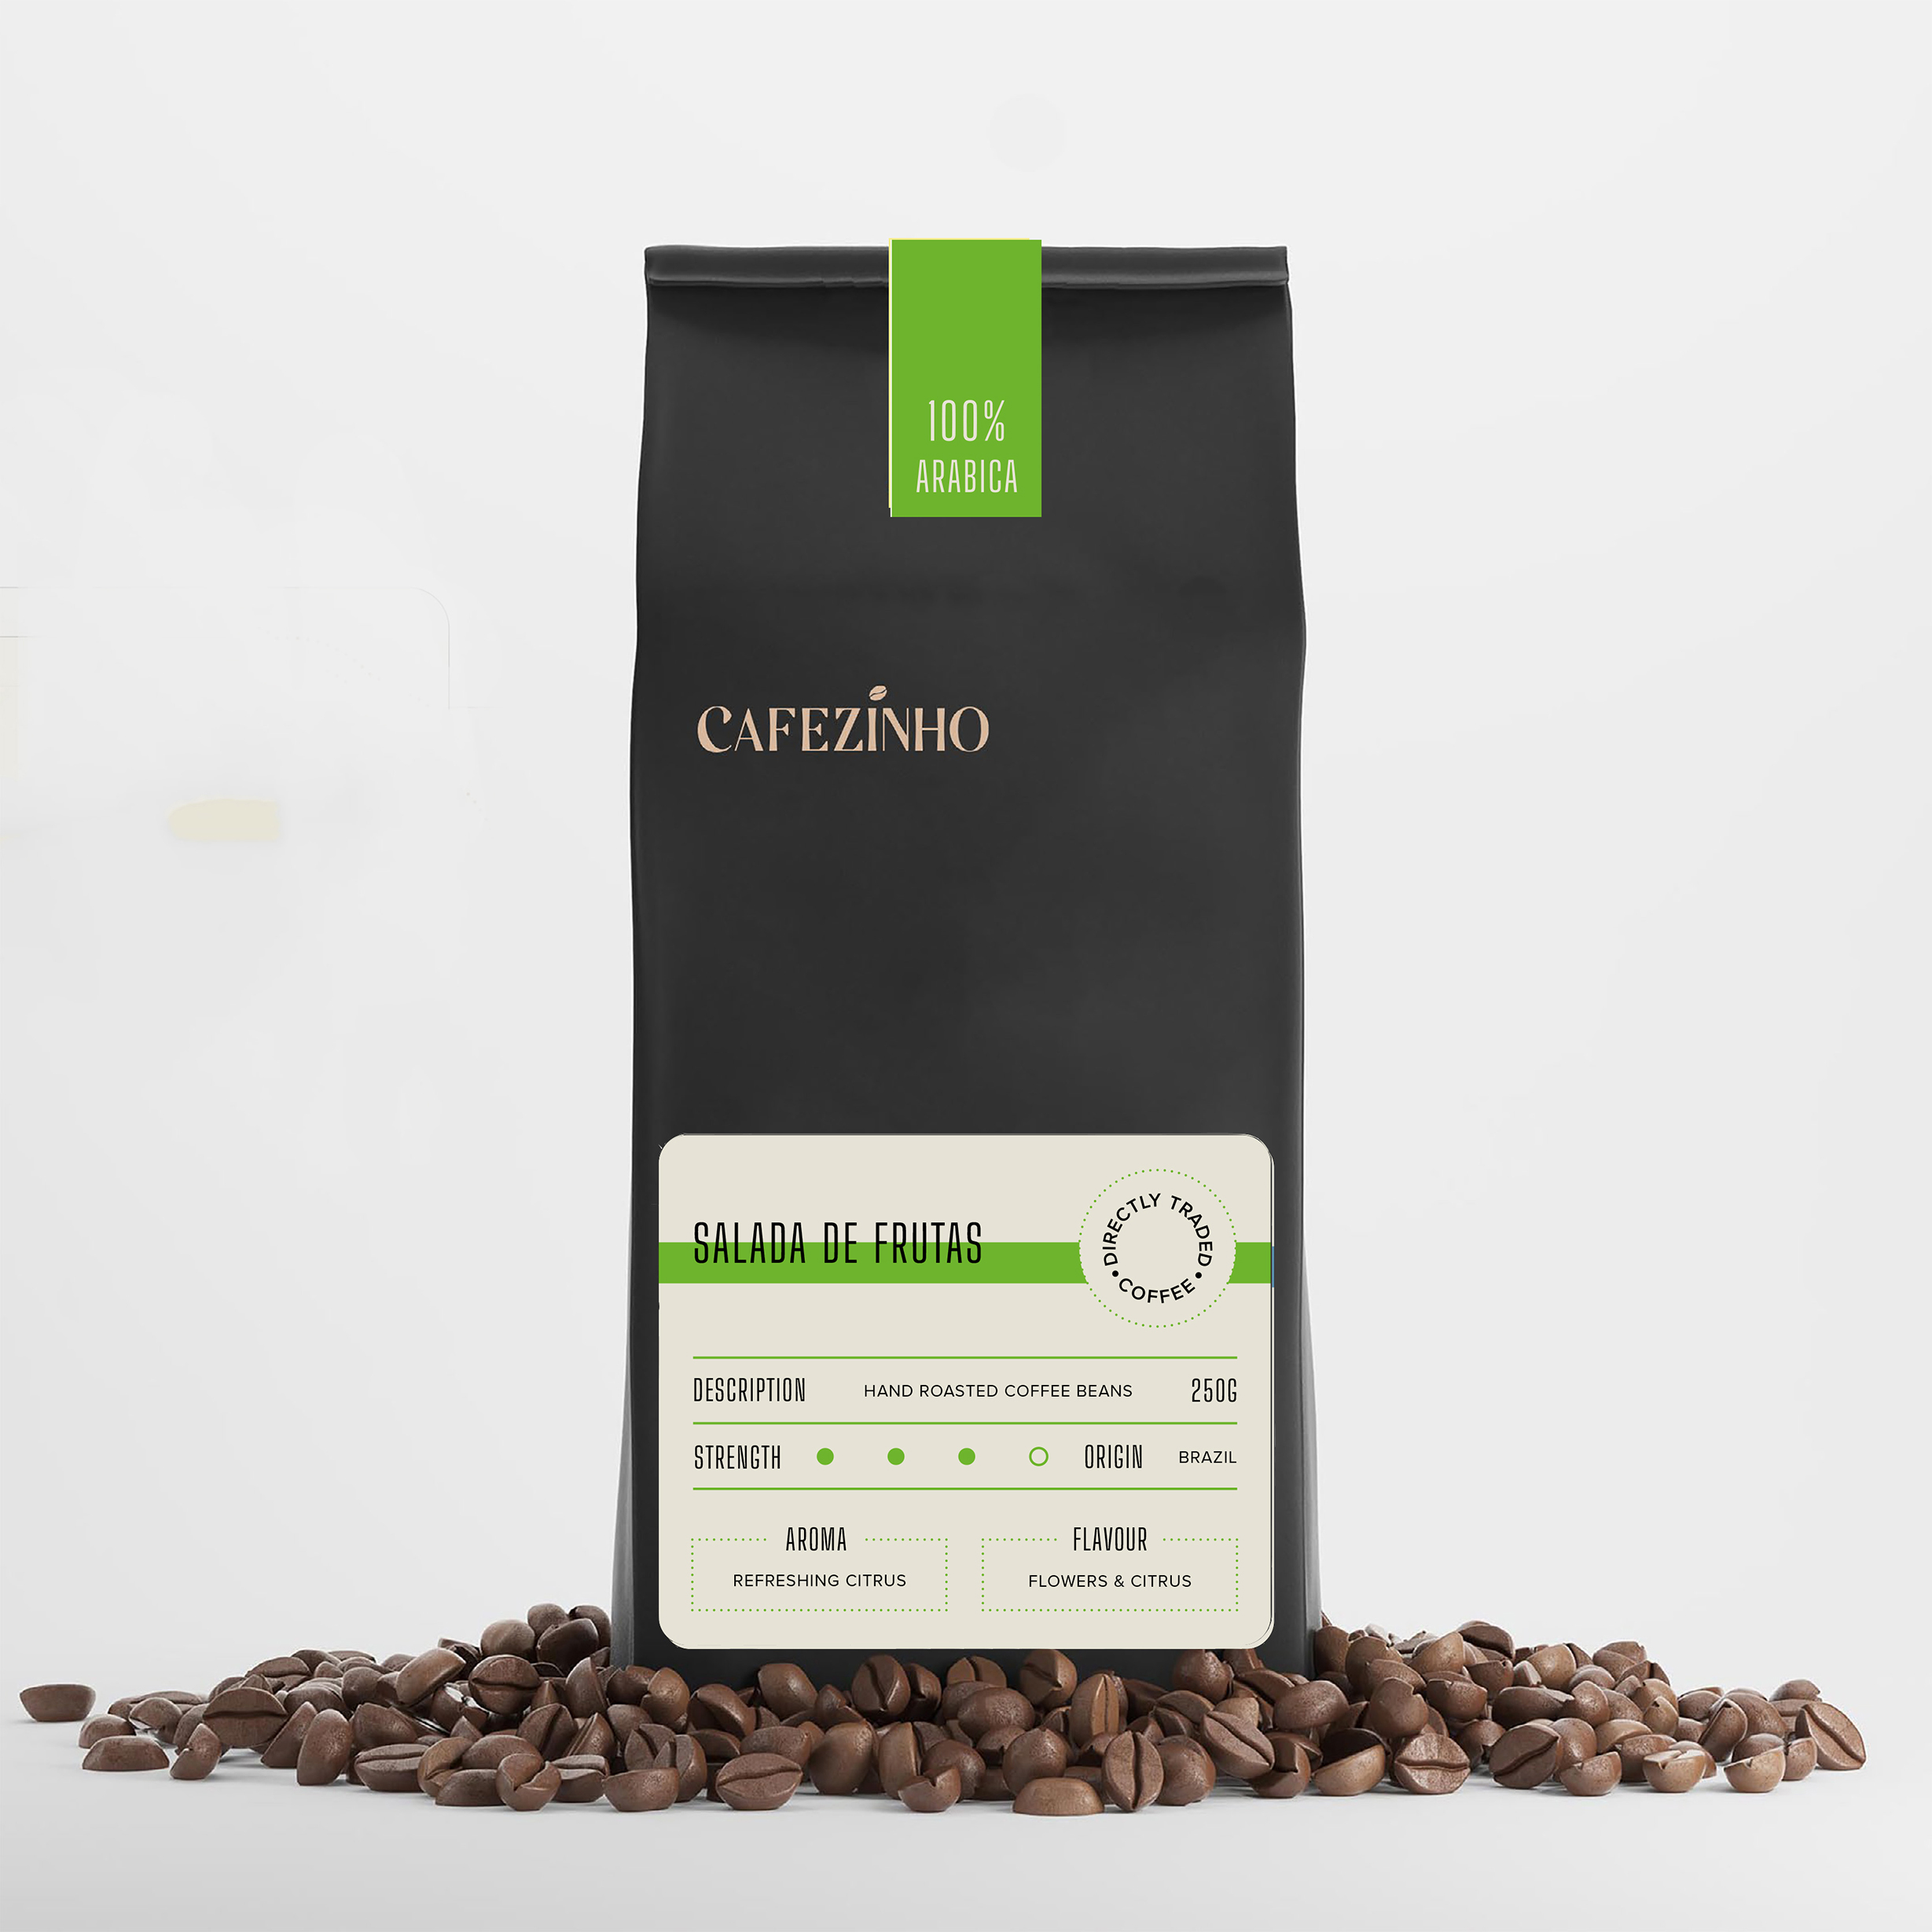 100%
ARABICA
CAFEZINHO
SALADA DE FRUTAS
DIRECTLY TRADED
• COFFEE •
DESCRIPTION HAND ROASTED COFFEE BEANS 250G
STRENGTH ORIGIN BRAZIL
AROMA FLAVOUR
REFRESHING CITRUS FLOWERS & CITRUS